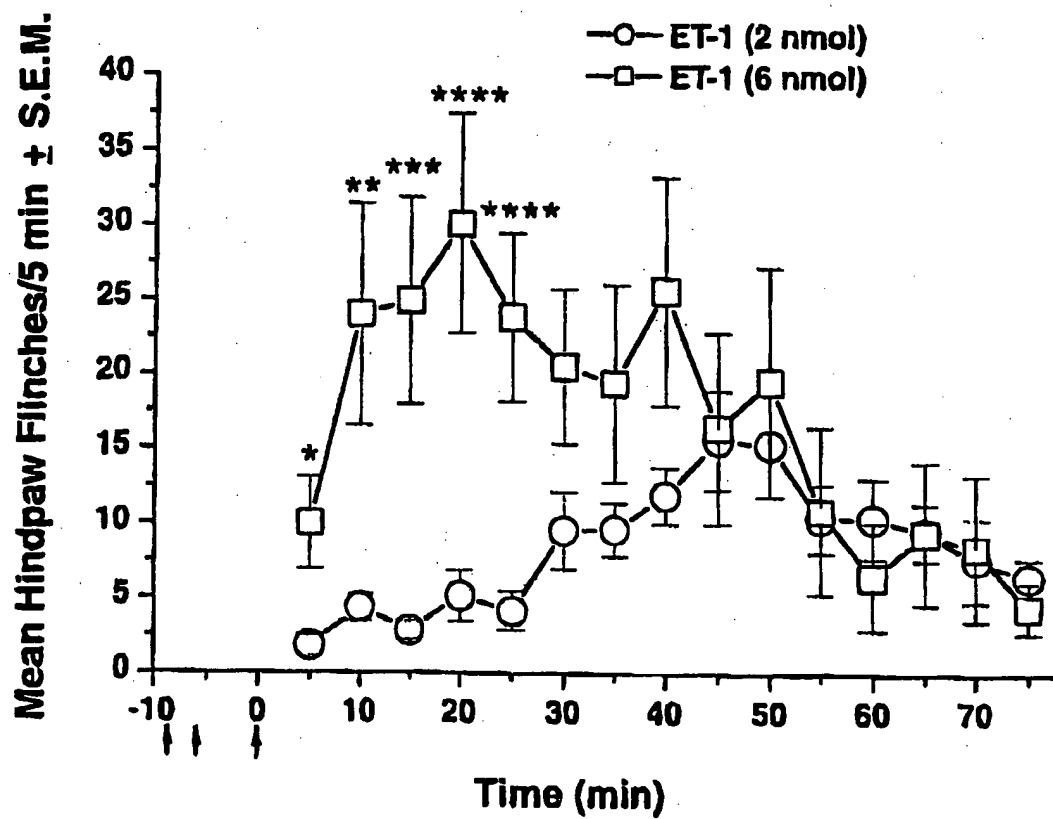 ET-1 (2 nmol)
ET-1 (6 nmol)
Mean Hindpaw Flinches/5 min ± S.E.M.
40
35
30
25
20
15
10
5
0
*
**
***
****
****
-10 0 10 20 30 40 50 60 70
Time (min)